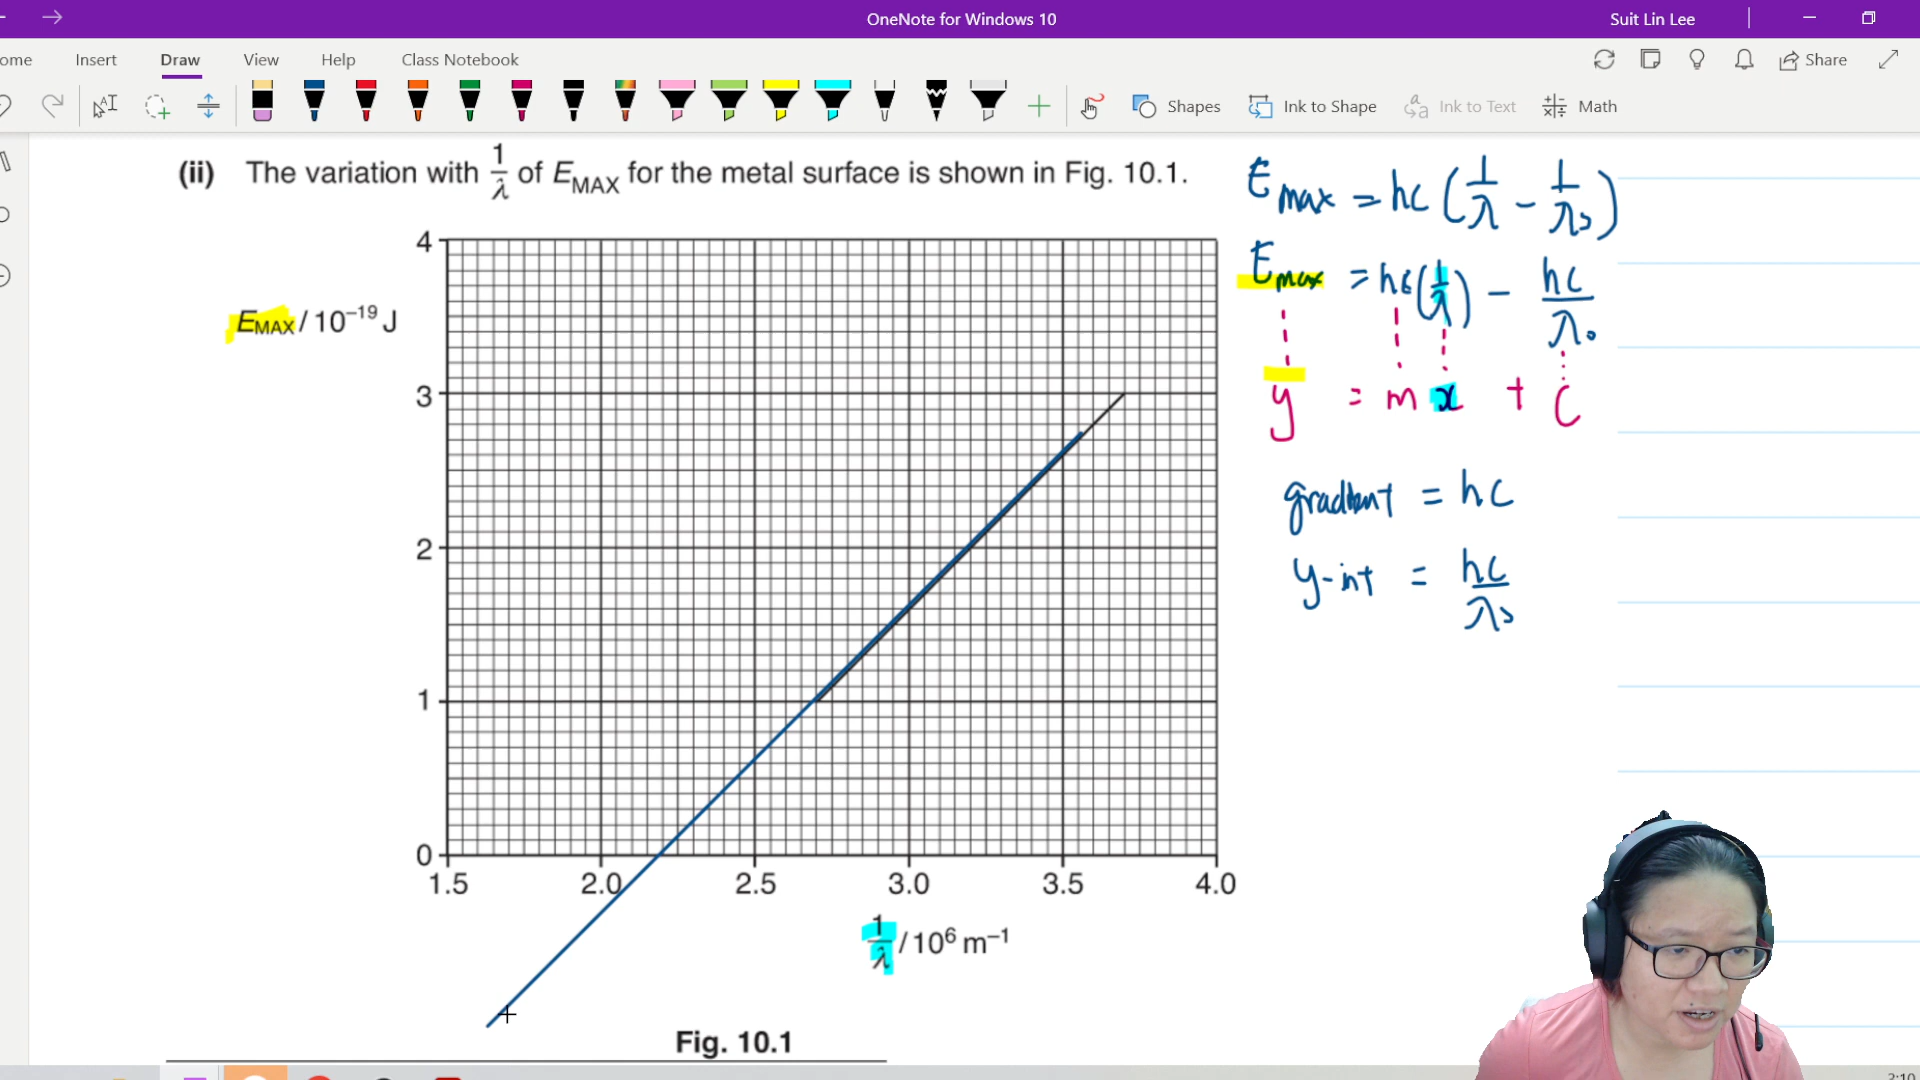 OneNote for Windows 10
Suit Lin Lee
ome Insert Draw View Help Class Notebook
Share
Shapes Ink to Shape Ink to Text Math
(ii) The variation with 1/λ of EMAX for the metal surface is shown in Fig. 10.1.
4
3
2
1
0
EMAX / 10⁻¹⁹ J
1.5 2.0 2.5 3.0 3.5 4.0
1/λ / 10⁶ m⁻¹
Fig. 10.1
Emax = hc (1/λ − 1/λ₀)
Emax = hc (1/λ) − hc/λ₀
y = m x + c
gradient = hc
y-int = hc/λ₀
2:10